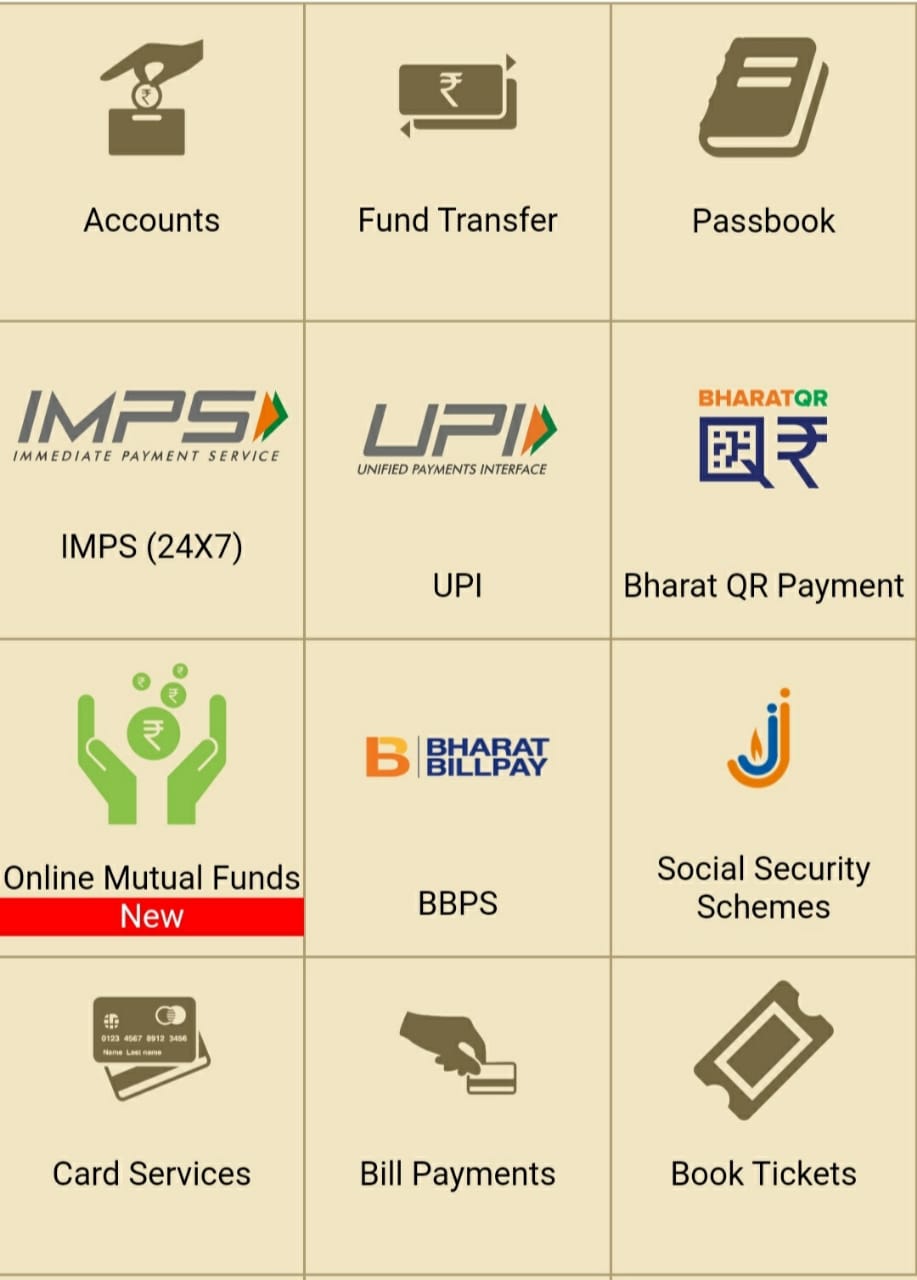 ₹
₹
Accounts
Fund Transfer
Passbook
IMPS
IMMEDIATE PAYMENT SERVICE
IMPS (24X7)
UPI
UNIFIED PAYMENTS INTERFACE
UPI
BHARATQR
₹
Bharat QR Payment
₹
₹
₹
₹
Online Mutual Funds
New
B BHARAT
BILLPAY
BBPS
Social Security
Schemes
0123 4567 8912 3456
Name Last name
Card Services
Bill Payments
Book Tickets